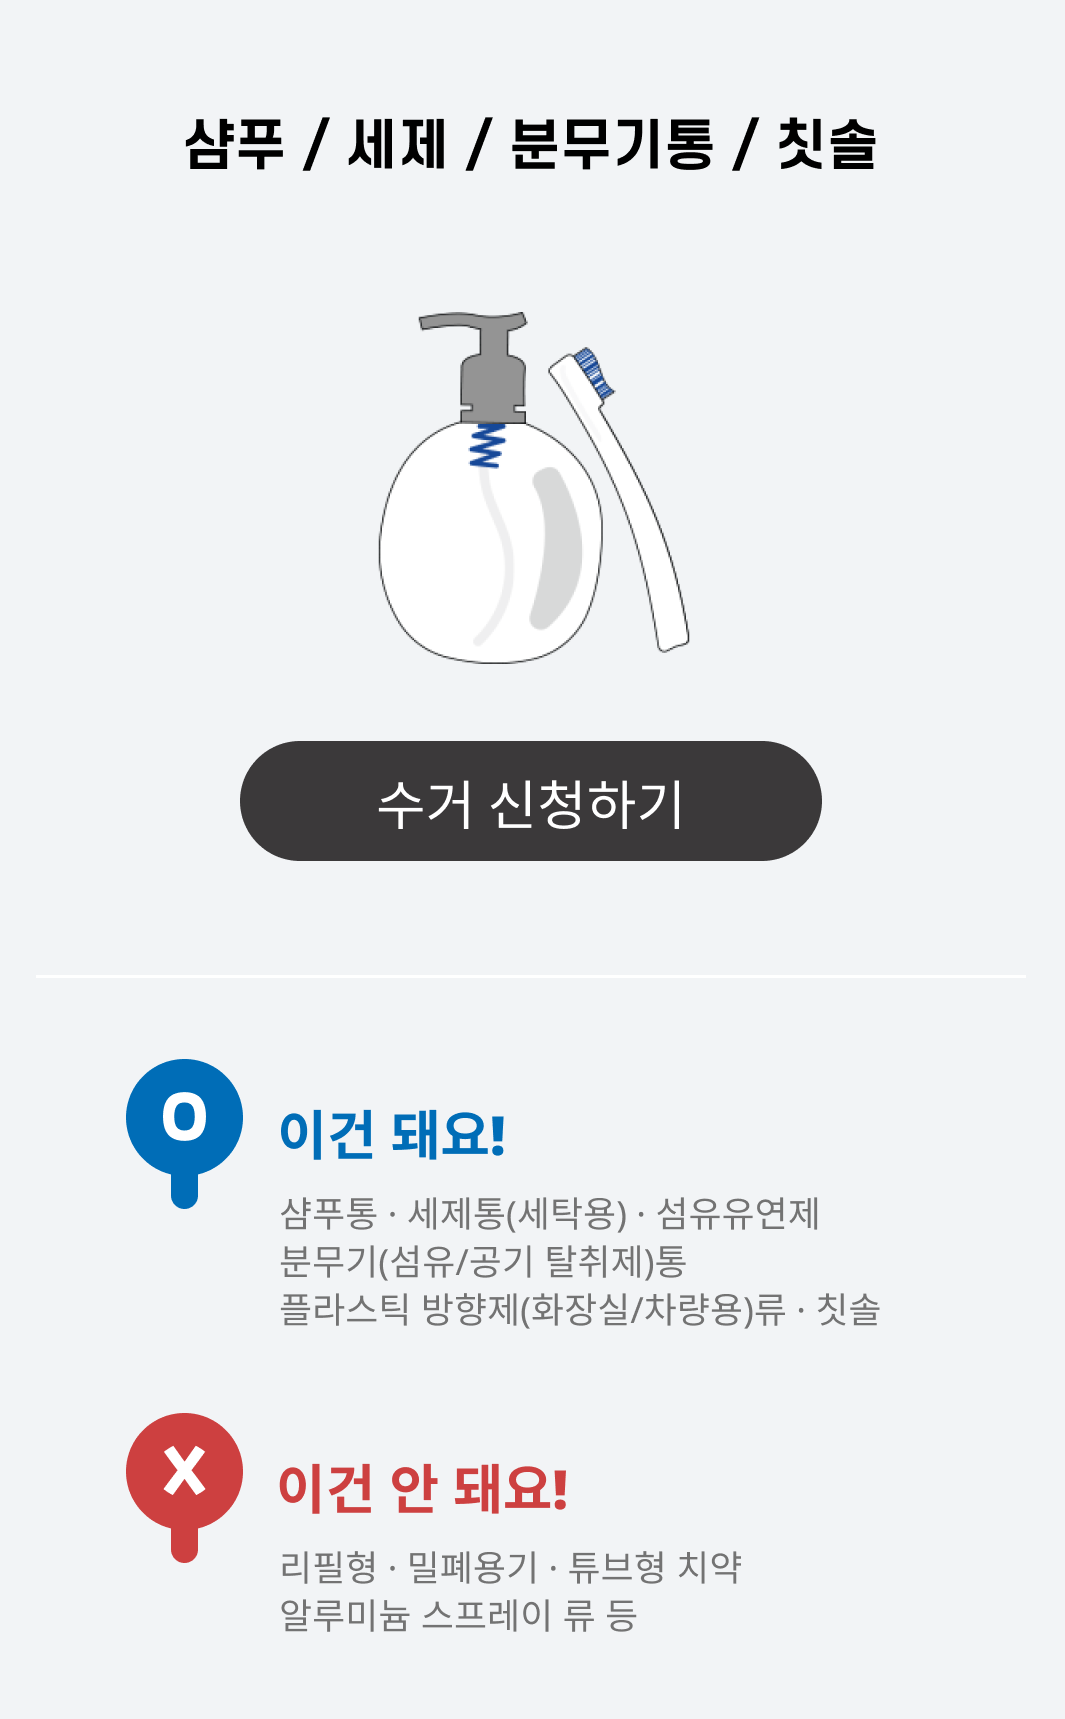 샴푸 / 세제 / 분무기통 / 칫솔
수거 신청하기
O
이건 돼요!
샴푸통 · 세제통(세탁용) · 섬유유연제
분무기(섬유/공기 탈취제)통
플라스틱 방향제(화장실/차량용)류 · 칫솔
X
이건 안 돼요!
리필형 · 밀폐용기 · 튜브형 치약
알루미늄 스프레이 류 등